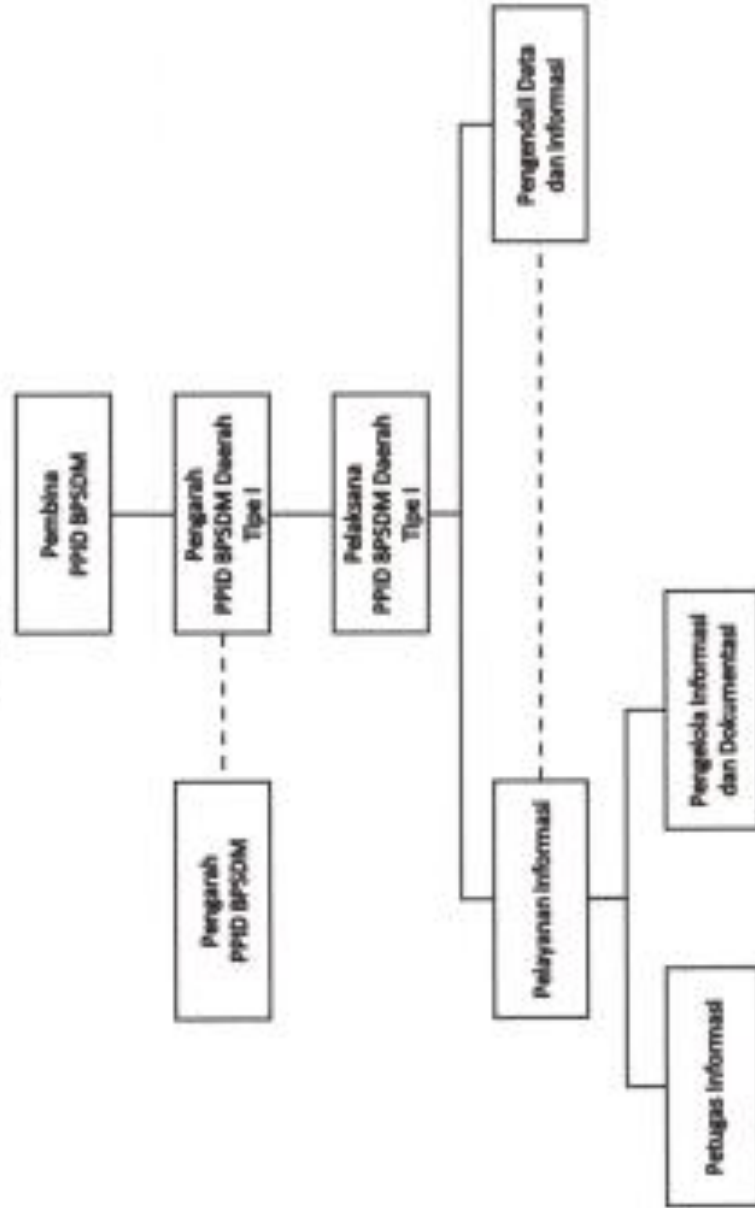 Pembina
PPID BPSDM
Pengarah
PPID BPSDM
Pengarah
PPID BPSDM Daerah
Tipe I
Pelaksana
PPID BPSDM Daerah
Tipe I
Pelayanan Informasi
Pengendali Data
dan Informasi
Petugas Informasi
Pengelola Informasi
dan Dokumentasi